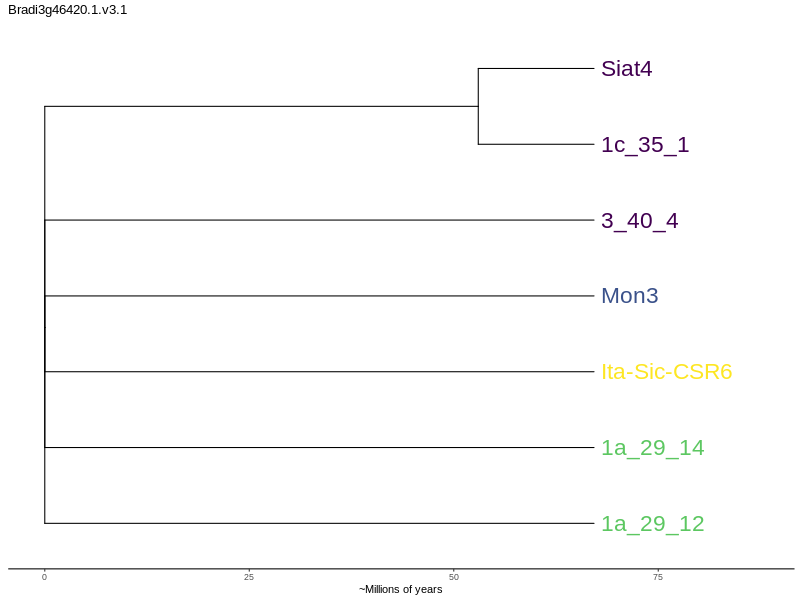 Bradi3g46420.1.v3.1
Siat4
1c_35_1
3_40_4
Mon3
Ita-Sic-CSR6
1a_29_14
1a_29_12
0 25 50 75
~Millions of years